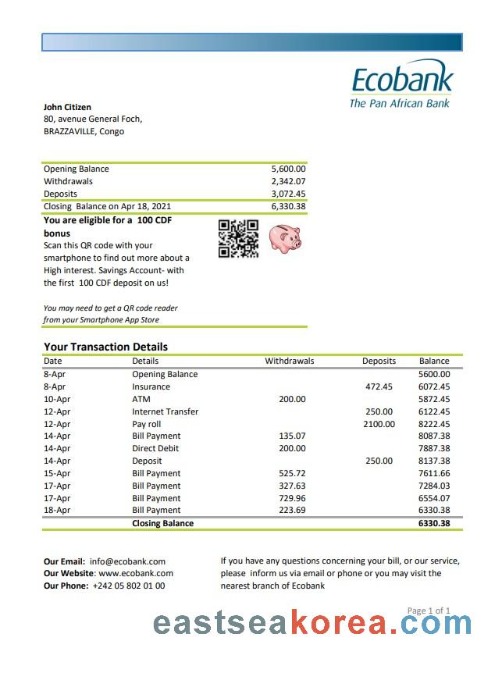 Ecobank
The Pan African Bank
John Citizen
80, avenue General Foch,
BRAZZAVILLE, Congo
Opening Balance 5,600.00
Withdrawals 2,342.07
Deposits 3,072.45
Closing Balance on Apr 18, 2021 6,330.38
You are eligible for a 100 CDF
bonus
Scan this QR code with your
smartphone to find out more about a
High interest. Savings Account- with
the first 100 CDF deposit on us!
You may need to get a QR code reader
from your Smartphone App Store
Your Transaction Details
Date Details Withdrawals Deposits Balance
8-Apr Opening Balance 5600.00
8-Apr Insurance 472.45 6072.45
10-Apr ATM 200.00 5872.45
12-Apr Internet Transfer 250.00 6122.45
12-Apr Pay roll 2100.00 8222.45
14-Apr Bill Payment 135.07 8087.38
14-Apr Direct Debit 200.00 7887.38
14-Apr Deposit 250.00 8137.38
15-Apr Bill Payment 525.72 7611.66
17-Apr Bill Payment 327.63 7284.03
17-Apr Bill Payment 729.96 6554.07
18-Apr Bill Payment 223.69 6330.38
Closing Balance 6330.38
Our Email: info@ecobank.com
Our Website: www.ecobank.com
Our Phone: +242 05 802 01 00
If you have any questions concerning your bill, or our service,
please inform us via email or phone or you may visit the
nearest branch of Ecobank
Page 1 of 1
eastseakorea.com